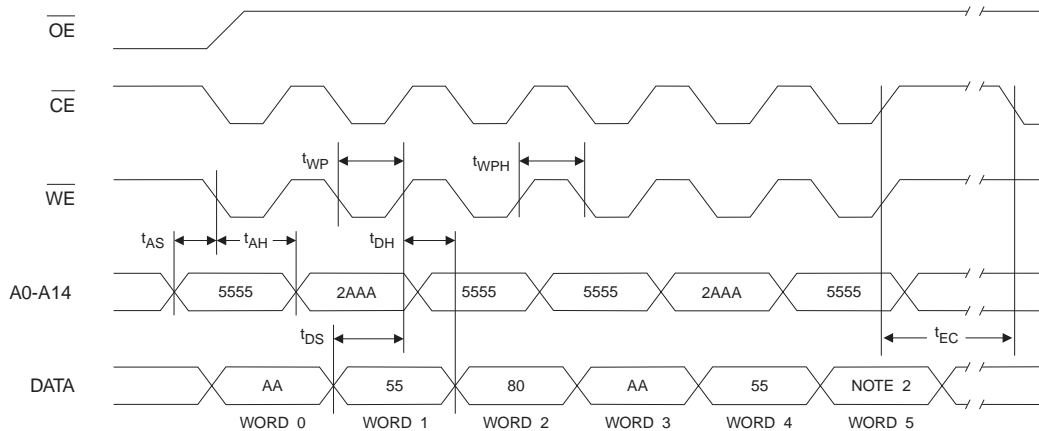 OE
CE
tWP tWPH
WE
tAS tAH tDH
A0-A14 5555 2AAA 5555 5555 2AAA 5555
tDS tEC
DATA AA 55 80 AA 55 NOTE 2
WORD 0 WORD 1 WORD 2 WORD 3 WORD 4 WORD 5